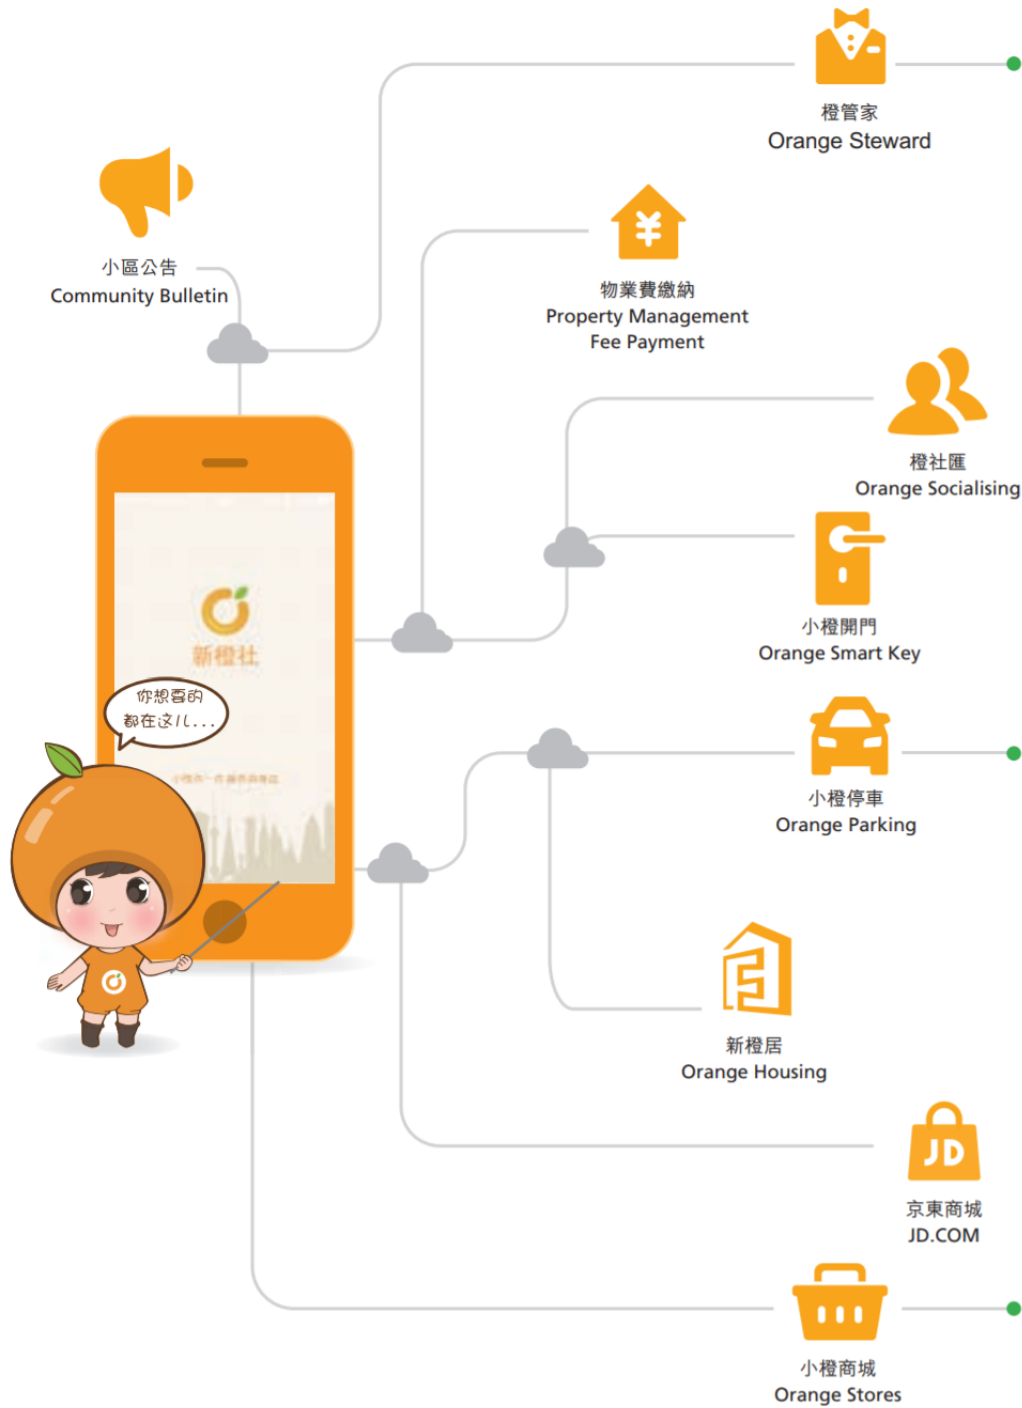 橙管家
Orange Steward
小區公告
Community Bulletin
物業費繳納
Property Management
Fee Payment
橙社匯
Orange Socialising
小橙開門
Orange Smart Key
新橙社
你想要的
都在这儿...
小橙停車
Orange Parking
新橙居
Orange Housing
JD
京東商城
JD.COM
小橙商城
Orange Stores